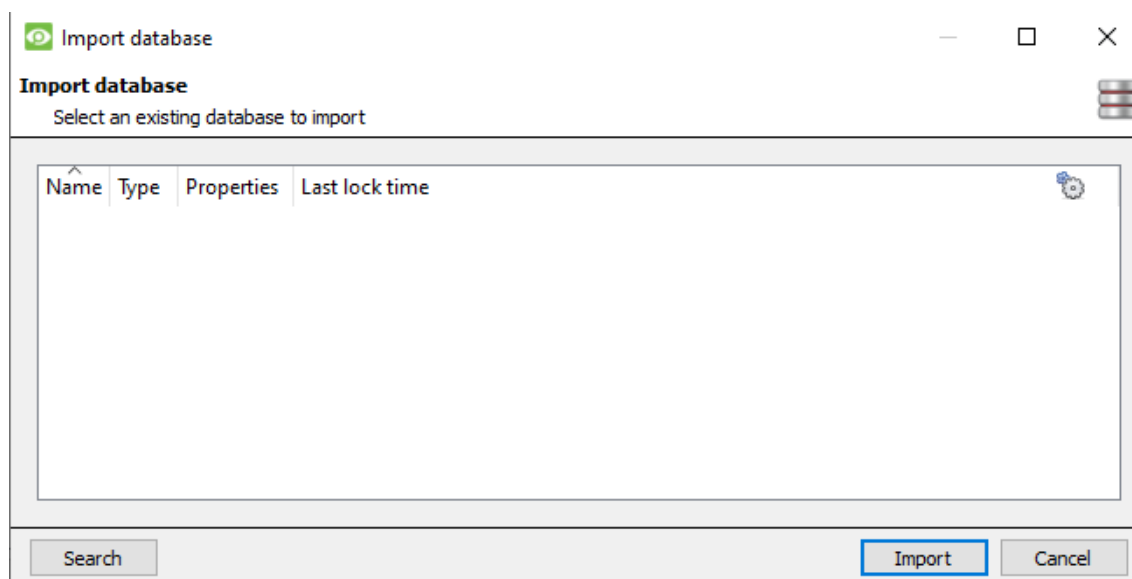 Import database
Import database
Select an existing database to import
Name Type Properties Last lock time
Search Import Cancel